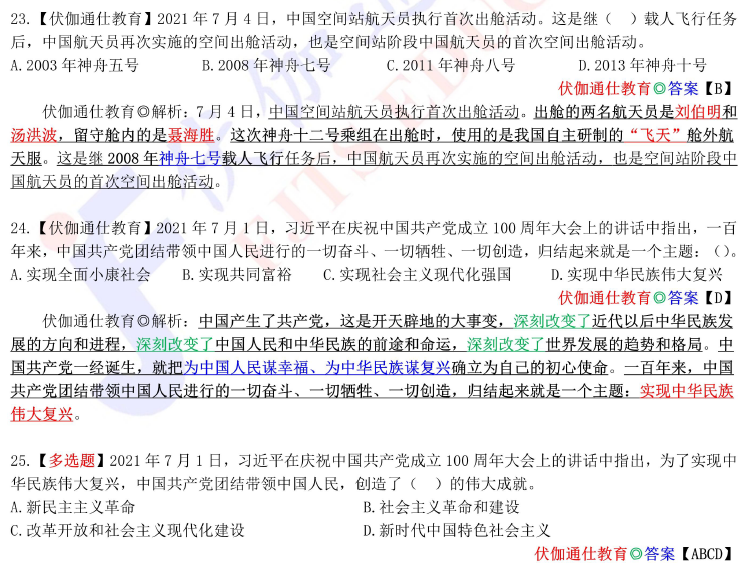 23.【伏伽通仕教育】2021 年 7 月 4 日，中国空间站航天员执行首次出舱活动。这是继（　）载人飞行任务
后，中国航天员再次实施的空间出舱活动，也是空间站阶段中国航天员的首次空间出舱活动。
A.2003 年神舟五号 B.2008 年神舟七号 C.2011 年神舟八号 D.2013 年神舟十号
伏伽通仕教育◎答案【B】
伏伽通仕教育◎解析：7 月 4 日，中国空间站航天员执行首次出舱活动。出舱的两名航天员是刘伯明和
汤洪波，留守舱内的是聂海胜。这次神舟十二号乘组在出舱时，使用的是我国自主研制的“飞天”舱外航
天服。这是继 2008 年神舟七号载人飞行任务后，中国航天员再次实施的空间出舱活动，也是空间站阶段中
国航天员的首次空间出舱活动。
24.【伏伽通仕教育】2021 年 7 月 1 日，习近平在庆祝中国共产党成立 100 周年大会上的讲话中指出，一百
年来，中国共产党团结带领中国人民进行的一切奋斗、一切牺牲、一切创造，归结起来就是一个主题：（）。
A.实现全面小康社会 B.实现共同富裕 C.实现社会主义现代化强国 D.实现中华民族伟大复兴
伏伽通仕教育◎答案【D】
伏伽通仕教育◎解析：中国产生了共产党，这是开天辟地的大事变，深刻改变了近代以后中华民族发
展的方向和进程，深刻改变了中国人民和中华民族的前途和命运，深刻改变了世界发展的趋势和格局。中
国共产党一经诞生，就把为中国人民谋幸福、为中华民族谋复兴确立为自己的初心使命。一百年来，中国
共产党团结带领中国人民进行的一切奋斗、一切牺牲、一切创造，归结起来就是一个主题：实现中华民族
伟大复兴。
25.【多选题】2021 年 7 月 1 日，习近平在庆祝中国共产党成立 100 周年大会上的讲话中指出，为了实现中
华民族伟大复兴，中国共产党团结带领中国人民，创造了（　）的伟大成就。
A.新民主主义革命 B.社会主义革命和建设
C.改革开放和社会主义现代化建设 D.新时代中国特色社会主义
伏伽通仕教育◎答案【ABCD】